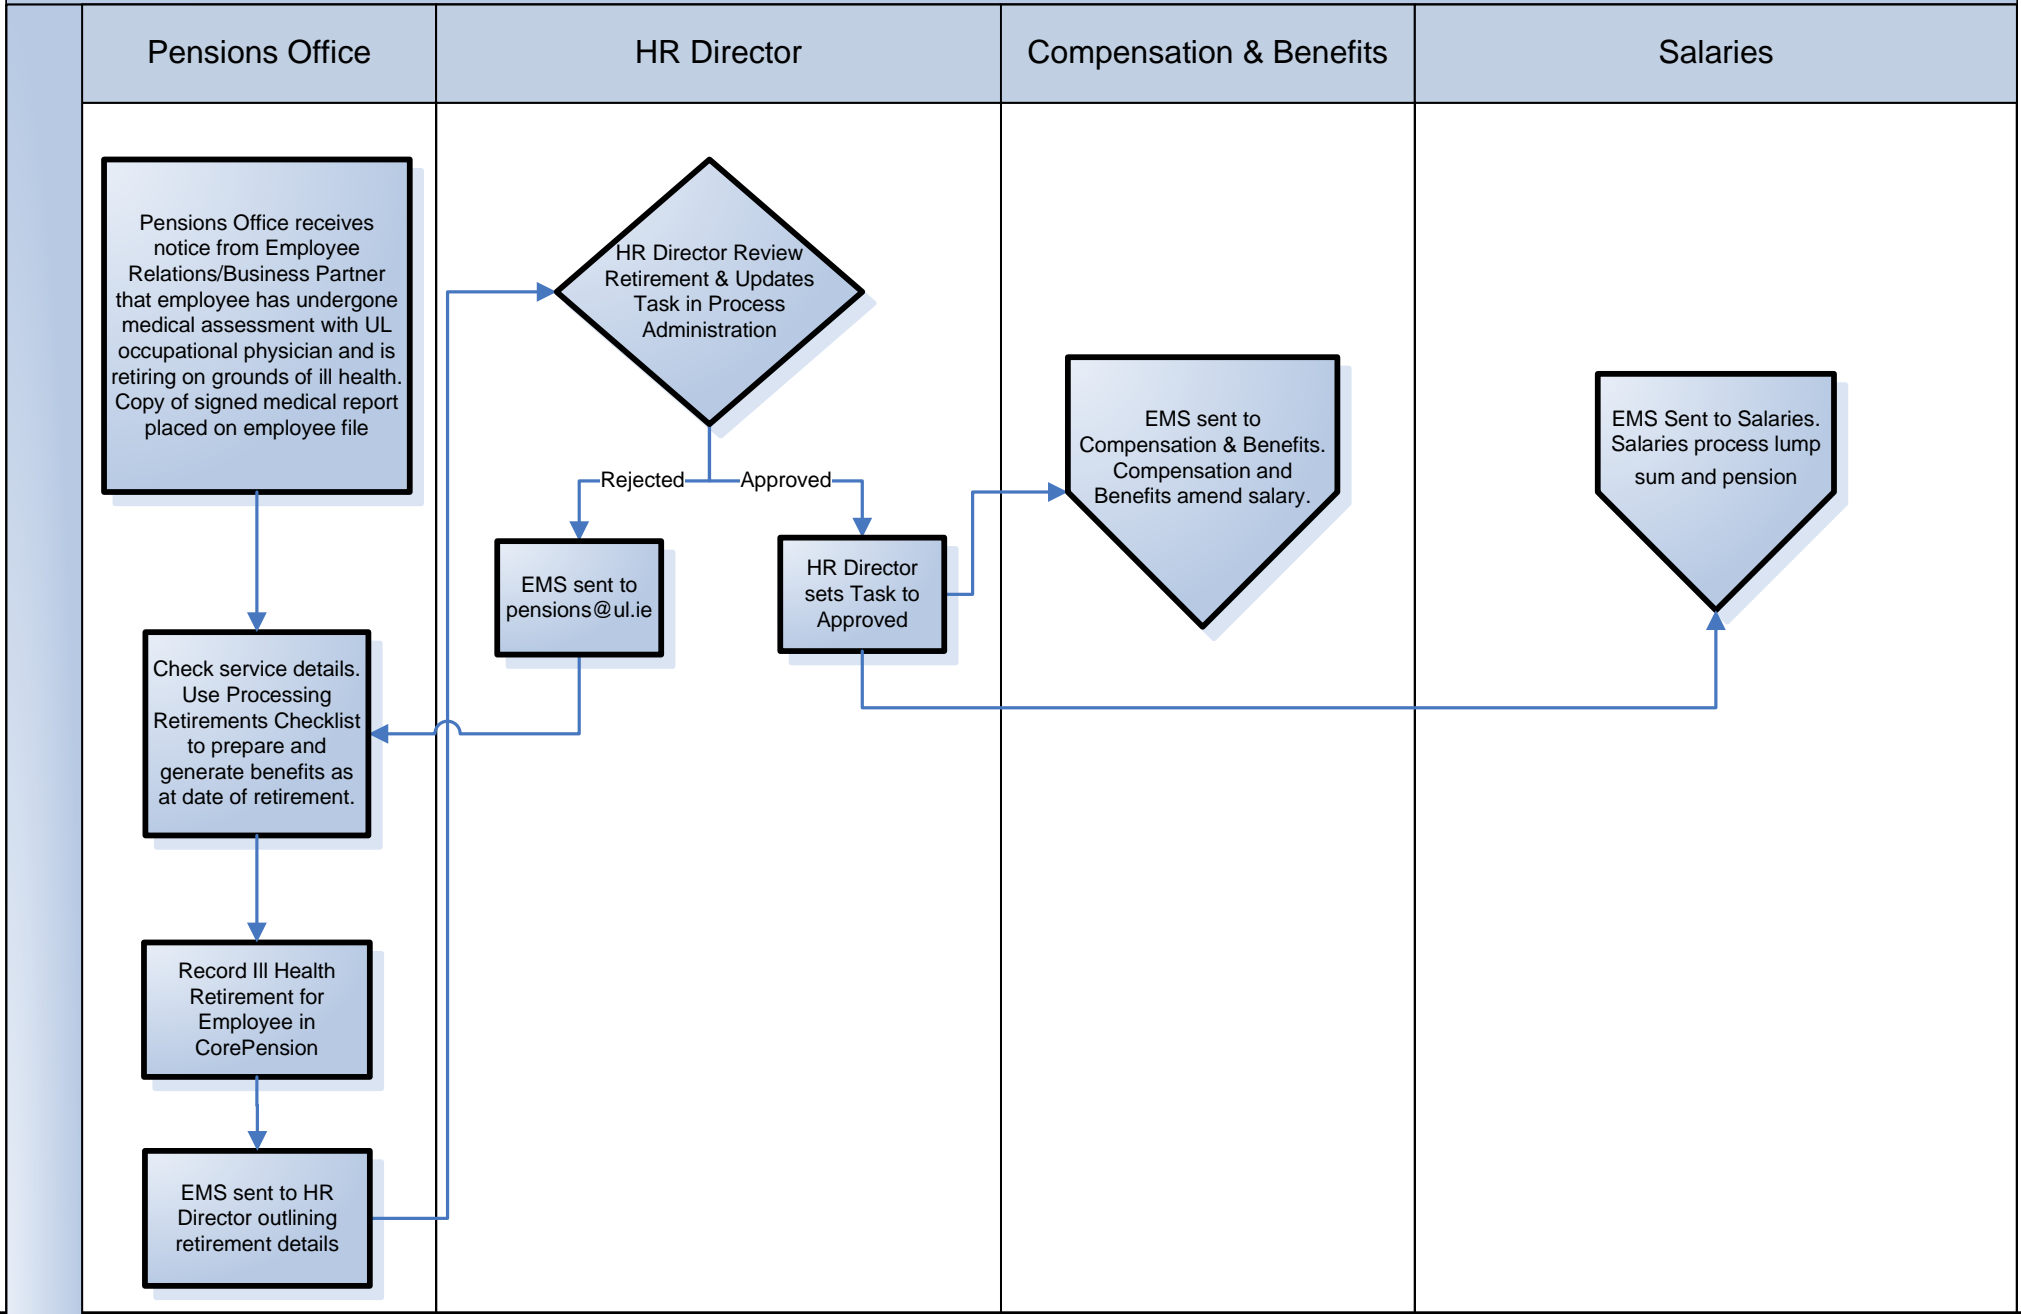 Pensions Office
HR Director
Compensation & Benefits
Salaries
Pensions Office receives
notice from Employee
Relations/Business Partner
that employee has undergone
medical assessment with UL
occupational physician and is
retiring on grounds of ill health.
Copy of signed medical report
placed on employee file
Check service details.
Use Processing
Retirements Checklist
to prepare and
generate benefits as
at date of retirement.
Record Ill Health
Retirement for
Employee in
CorePension
EMS sent to HR
Director outlining
retirement details
HR Director Review
Retirement & Updates
Task in Process
Administration
Rejected
Approved
EMS sent to
pensions@ul.ie
HR Director
sets Task to
Approved
EMS sent to
Compensation & Benefits.
Compensation and
Benefits amend salary.
EMS Sent to Salaries.
Salaries process lump
sum and pension